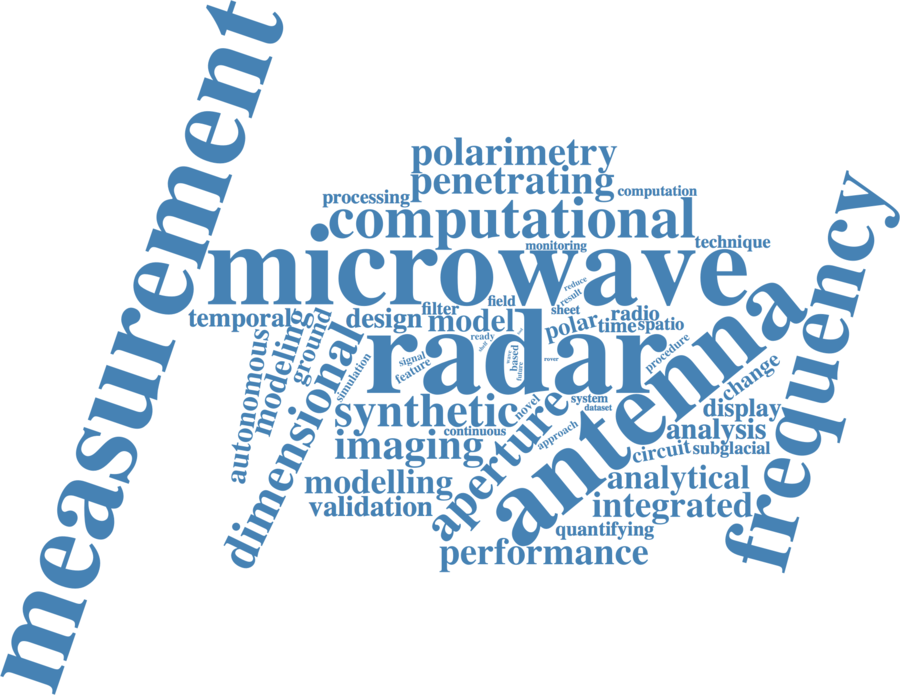 measurement
polarimetry
penetrating
processing
computation
computational
microwave
monitoring
technique
frequency
reduce
result
temporal
design
filter
field
model
sheet
polar
radio
time
spatio
radar
antenna
autonomous
modeling
ground
dimensional
simulation
signal
feature
ready
shelf
wave
based
future
rover
procedure
change
synthetic
continuous
novel
system
dataset
approach
aperture
display
analysis
circuit
subglacial
imaging
modelling
validation
analytical
integrated
quantifying
performance